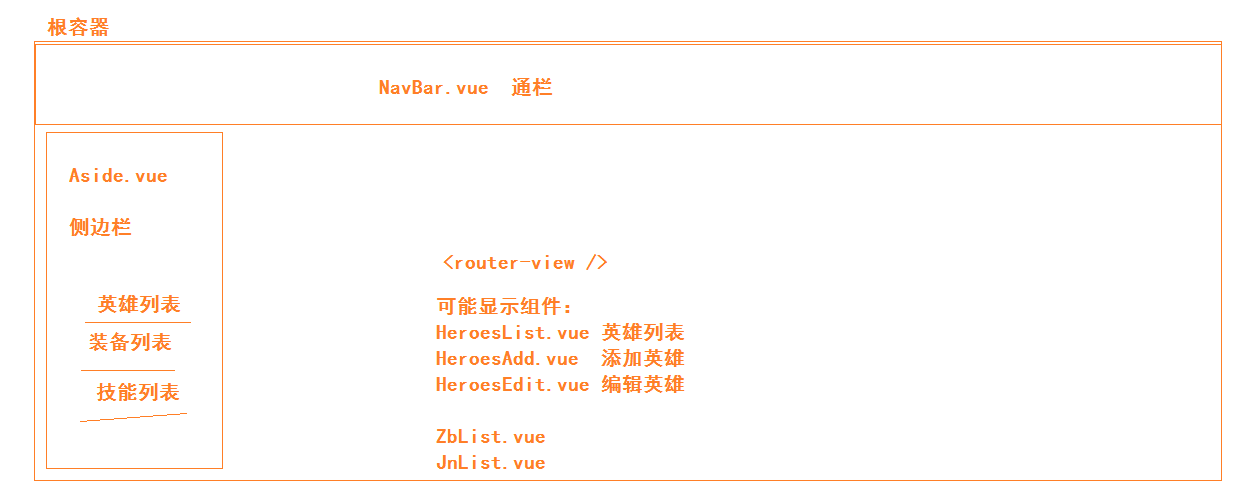 根容器
NavBar.vue 通栏
Aside.vue
侧边栏
英雄列表
装备列表
技能列表
<router-view />
可能显示组件:
HeroesList.vue 英雄列表
HeroesAdd.vue 添加英雄
HeroesEdit.vue 编辑英雄
ZbList.vue
JnList.vue